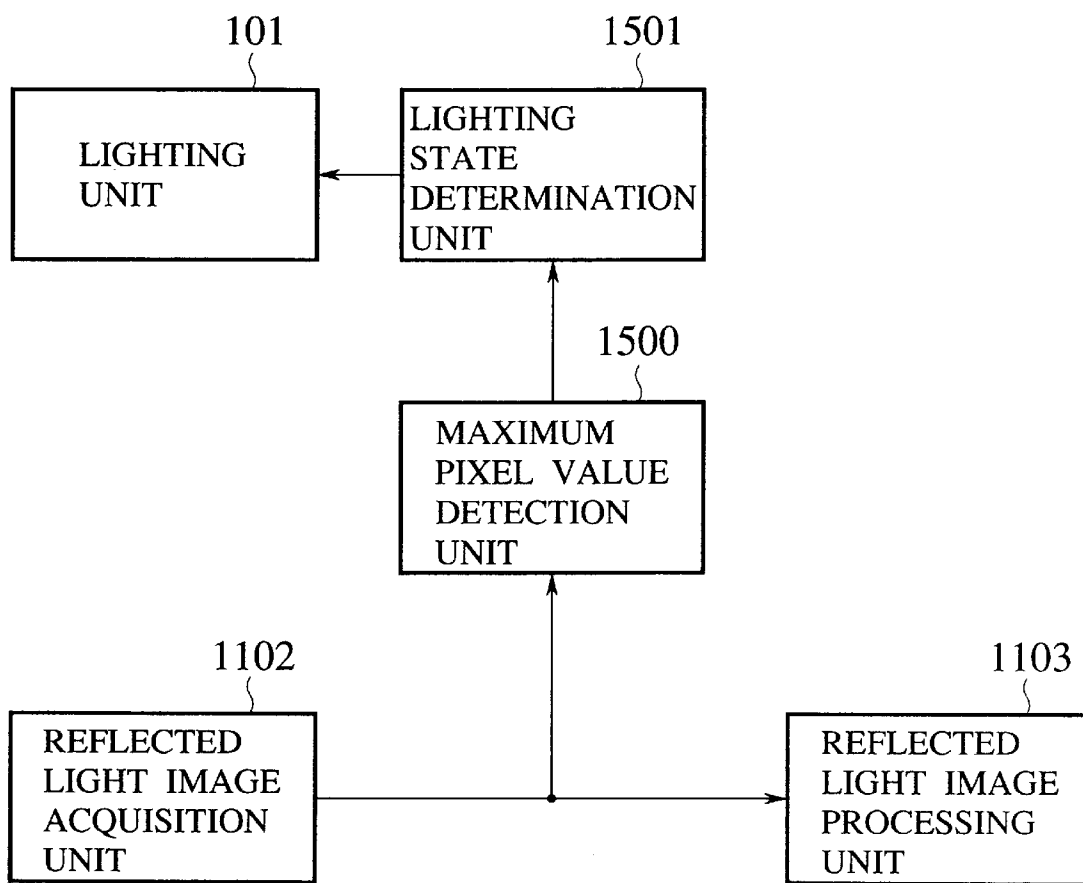 101
LIGHTING
UNIT
1501
LIGHTING
STATE
DETERMINATION
UNIT
1500
MAXIMUM
PIXEL VALUE
DETECTION
UNIT
1102
REFLECTED
LIGHT IMAGE
ACQUISITION
UNIT
1103
REFLECTED
LIGHT IMAGE
PROCESSING
UNIT